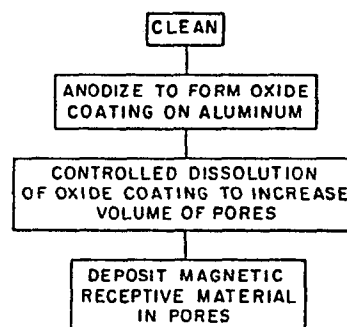 CLEAN
ANODIZE TO FORM OXIDE
COATING ON ALUMINUM
CONTROLLED DISSOLUTION
OF OXIDE COATING TO INCREASE
VOLUME OF PORES
DEPOSIT MAGNETIC
RECEPTIVE MATERIAL
IN PORES